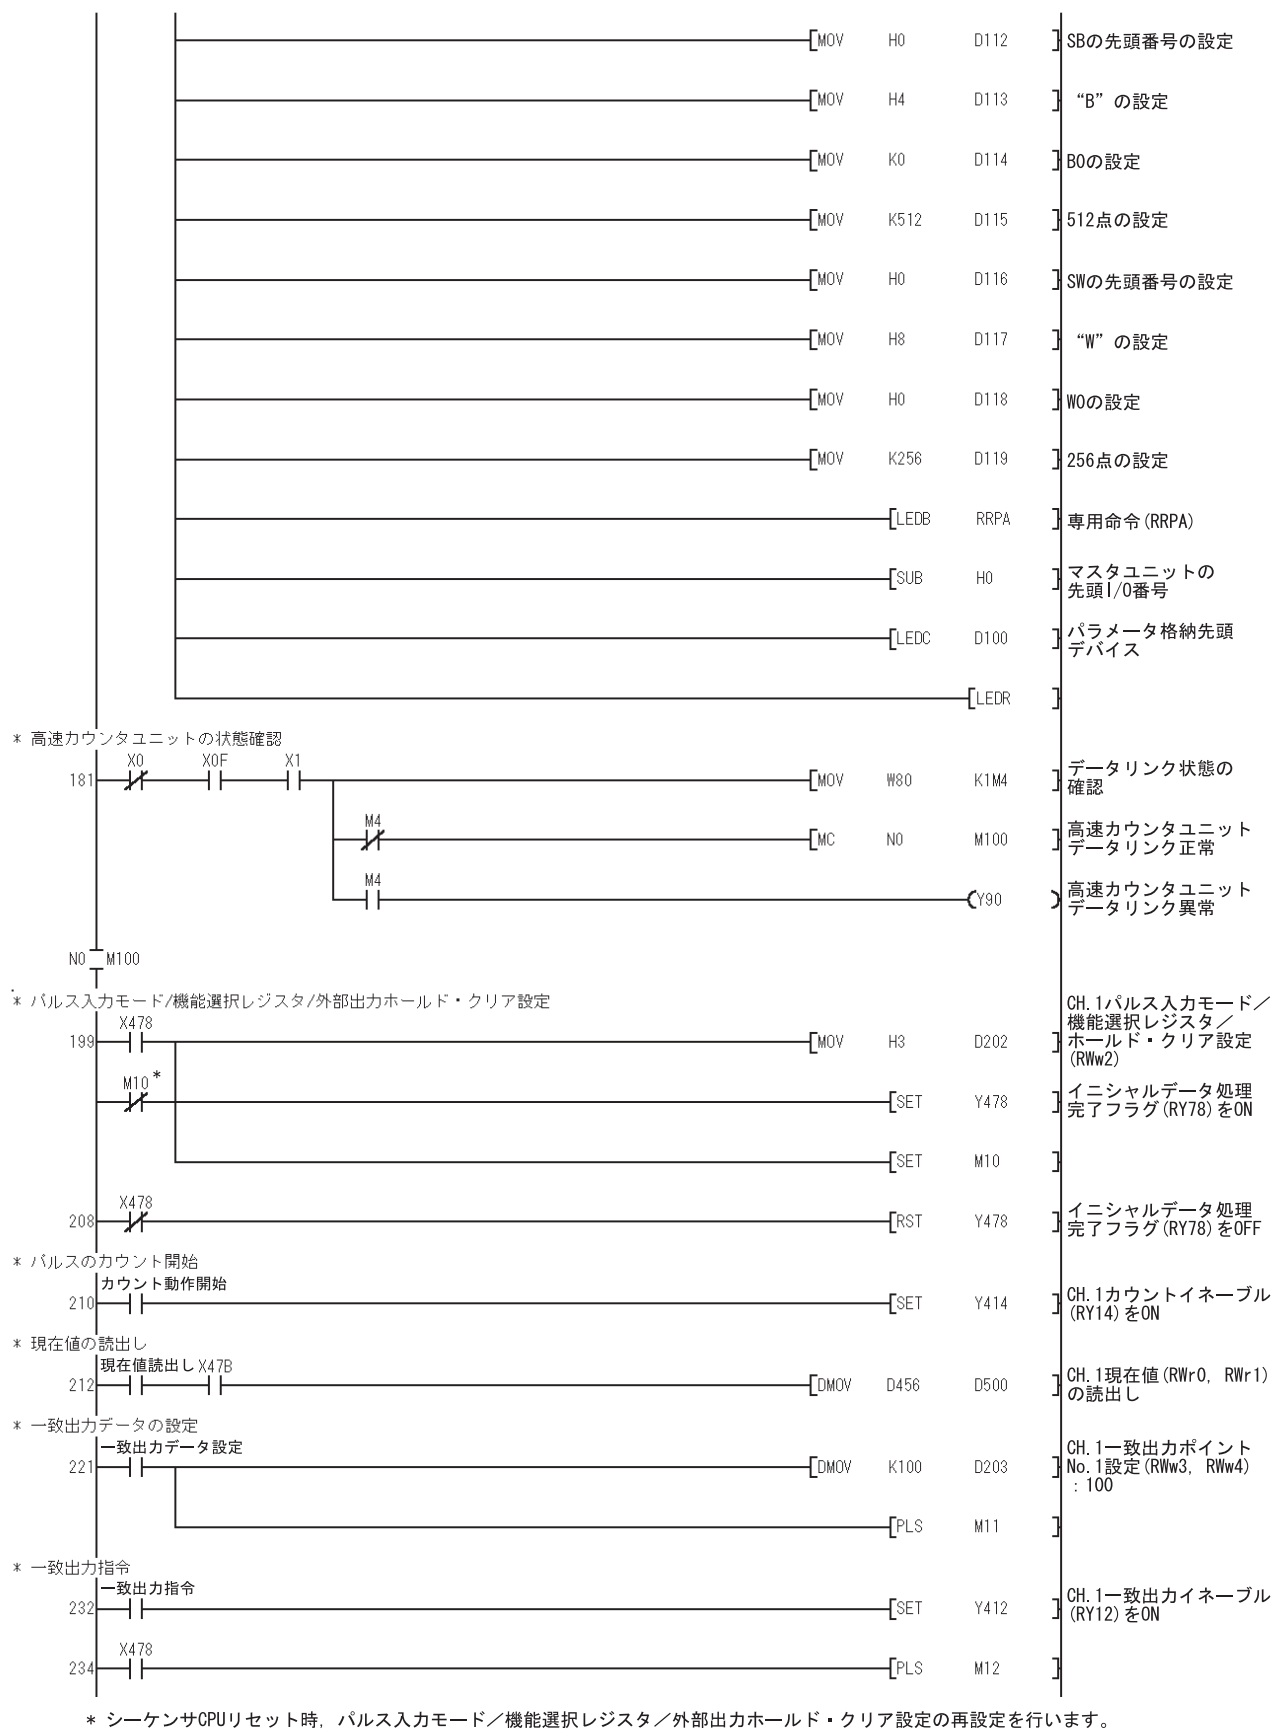 [MOV H0 D112 ] SBの先頭番号の設定
[MOV H4 D113 ] “B”の設定
[MOV K0 D114 ] B0の設定
[MOV K512 D115 ] 512点の設定
[MOV H0 D116 ] SWの先頭番号の設定
[MOV H8 D117 ] “W”の設定
[MOV H0 D118 ] W0の設定
[MOV K256 D119 ] 256点の設定
[LEDB RRPA ] 専用命令(RRPA)
[SUB H0 ] マスタユニットの
先頭I/O番号
[LEDC D100 ] パラメータ格納先頭
デバイス
[LEDR ]
* 高速カウンタユニットの状態確認
X0 X0F X1
181 [MOV W80 K1M4 ] データリンク状態の
確認
M4
[MC N0 M100 ] 高速カウンタユニット
データリンク正常
M4
(Y90 ) 高速カウンタユニット
データリンク異常
N0 M100
* パルス入力モード/機能選択レジスタ/外部出力ホールド・クリア設定
X478
199 [MOV H3 D202 ] CH.1パルス入力モード／
機能選択レジスタ／
ホールド・クリア設定
(RWw2)
M10 *
[SET Y478 ] イニシャルデータ処理
完了フラグ(RY78)をON
[SET M10 ]
X478
208 [RST Y478 ] イニシャルデータ処理
完了フラグ(RY78)をOFF
* パルスのカウント開始
カウント動作開始
210 [SET Y414 ] CH.1カウントイネーブル
(RY14)をON
* 現在値の読出し
現在値読出し X47B
212 [DMOV D456 D500 ] CH.1現在値(RWr0, RWr1)
の読出し
* 一致出力データの設定
一致出力データ設定
221 [DMOV K100 D203 ] CH.1一致出力ポイント
No.1設定(RWw3, RWw4)
:100
[PLS M11 ]
* 一致出力指令
一致出力指令
232 [SET Y412 ] CH.1一致出力イネーブル
(RY12)をON
X478
234 [PLS M12 ]
* シーケンサCPUリセット時, パルス入力モード／機能選択レジスタ／外部出力ホールド・クリア設定の再設定を行います。